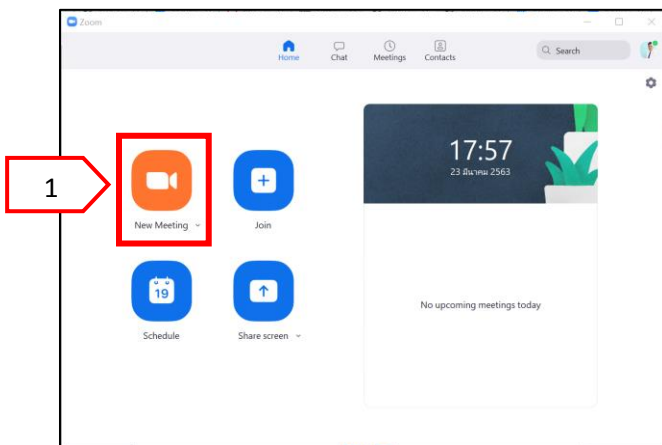 Zoom
Home Chat Meetings Contacts
Search
17:57
23 มีนาคม 2563
1
New Meeting Join
19
Schedule Share screen
No upcoming meetings today